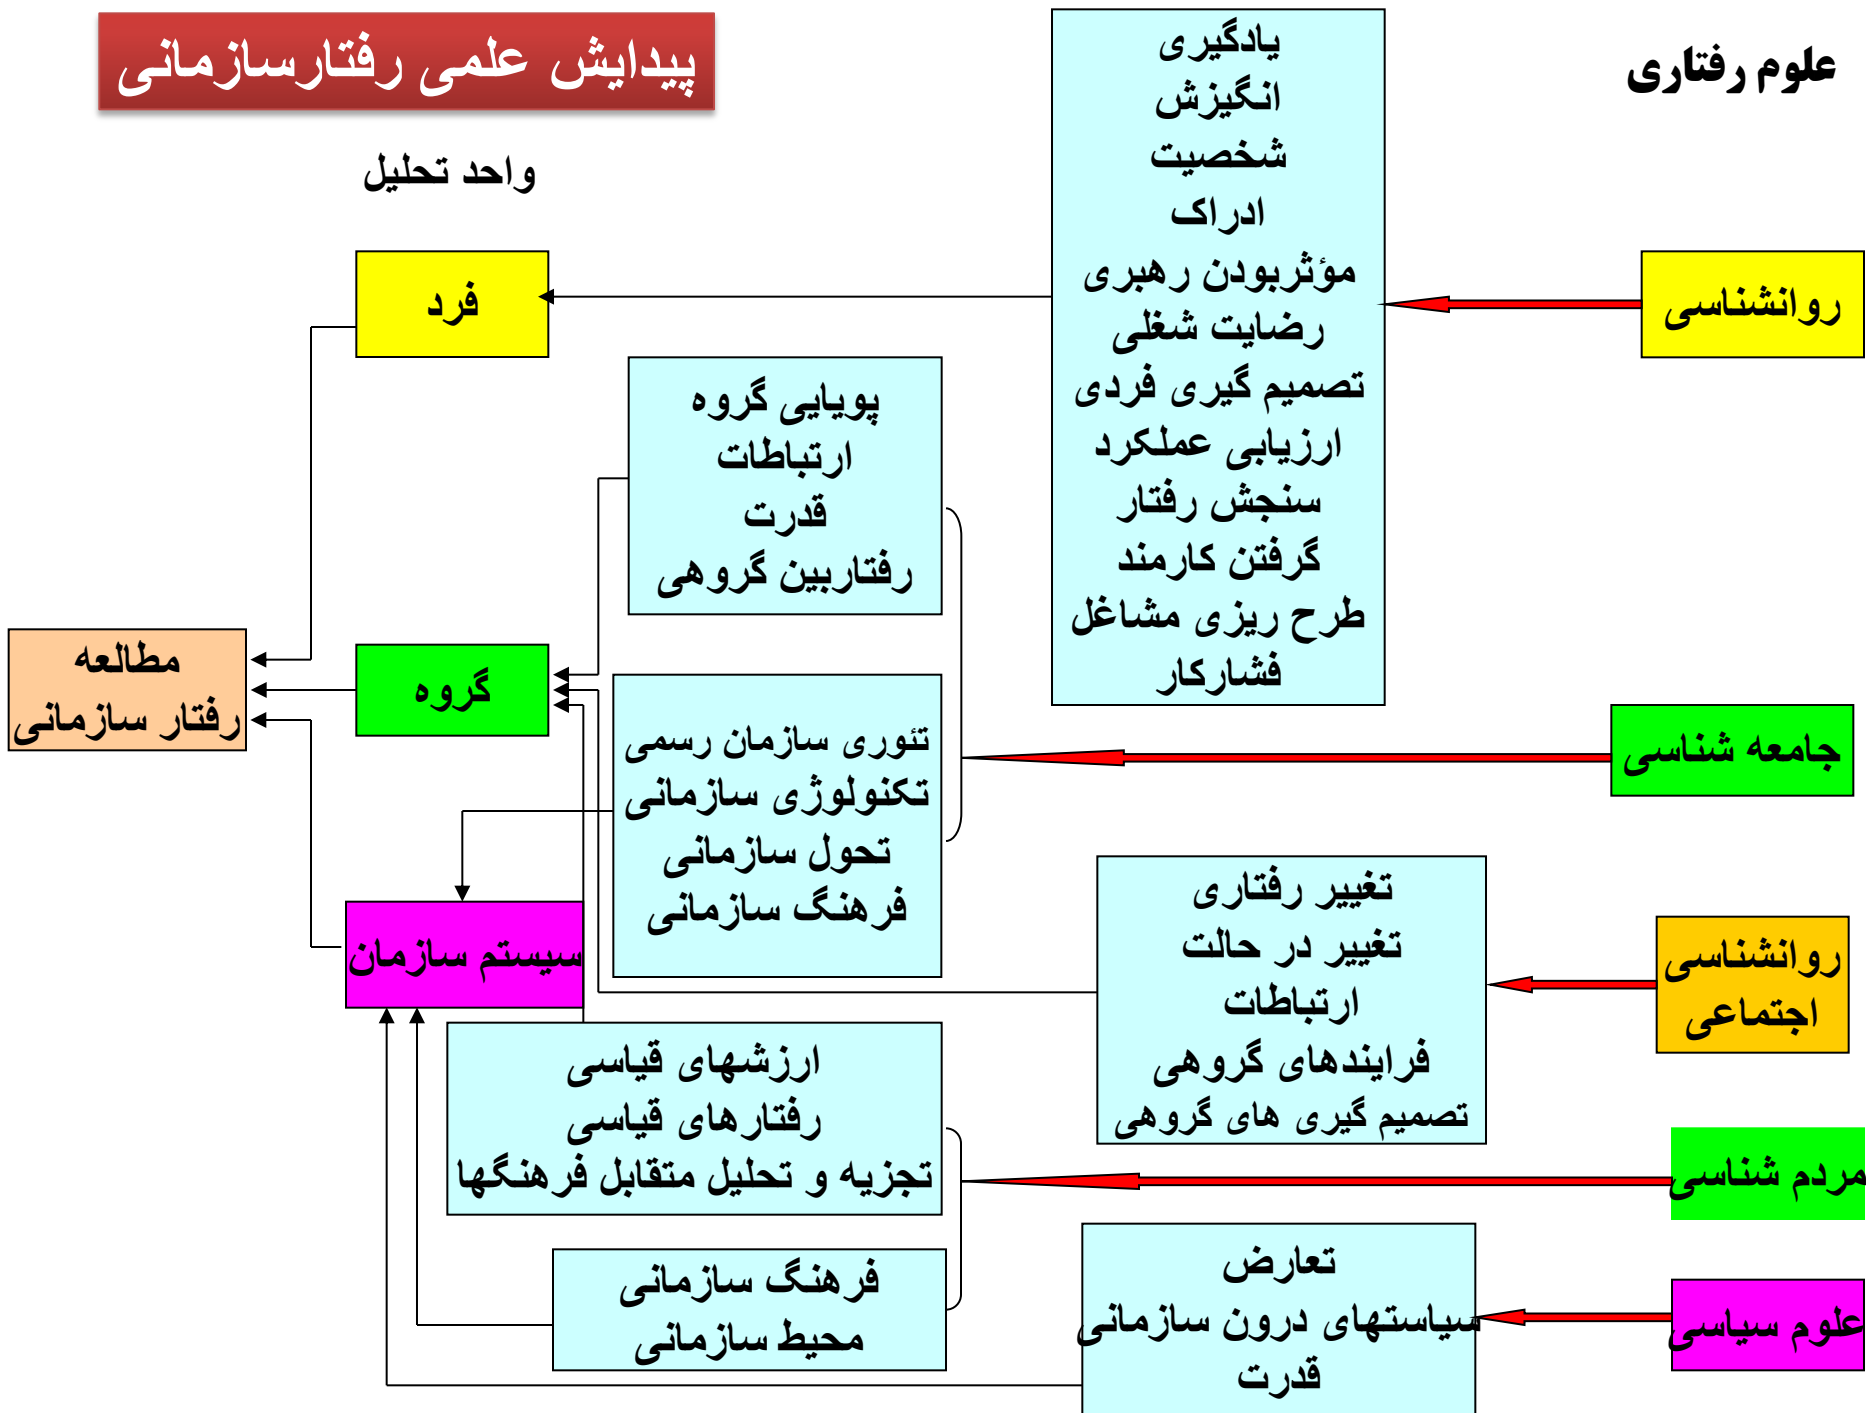 پیدایش علمی رفتارسازمانی
علوم رفتاری
واحد تحلیل
یادگیری
انگیزش
شخصیت
ادراک
مؤثربودن رهبری
رضایت شغلی
تصمیم گیری فردی
ارزیابی عملکرد
سنجش رفتار
گرفتن کارمند
طرح ریزی مشاغل
فشارکار
روانشناسی
فرد
پویایی گروه
ارتباطات
قدرت
رفتاربین گروهی
جامعه شناسی
تئوری سازمان رسمی
تکنولوژی سازمانی
تحول سازمانی
فرهنگ سازمانی
گروه
مطالعه
رفتار سازمانی
روانشناسی
اجتماعی
تغییر رفتاری
تغییر در حالت
ارتباطات
فرایندهای گروهی
تصمیم گیری های گروهی
سیستم سازمان
مردم شناسی
ارزشهای قیاسی
رفتارهای قیاسی
تجزیه و تحلیل متقابل فرهنگها
فرهنگ سازمانی
محیط سازمانی
علوم سیاسی
تعارض
سیاستهای درون سازمانی
قدرت